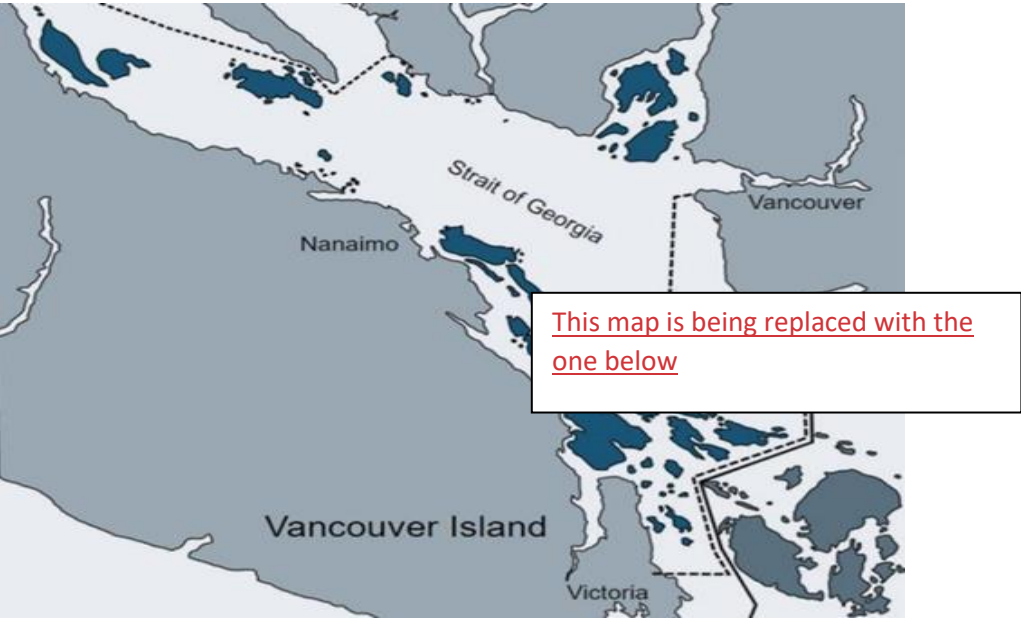 Strait of Georgia
Vancouver
Nanaimo
This map is being replaced with the
one below
Vancouver Island
Victoria